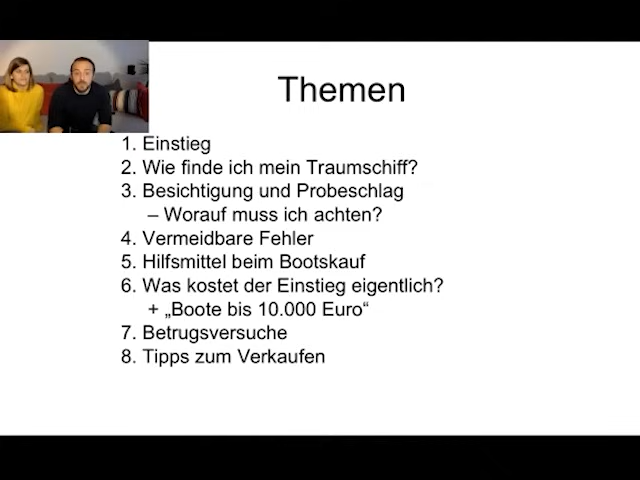 Themen
1. Einstieg
2. Wie finde ich mein Traumschiff?
3. Besichtigung und Probeschlag
– Worauf muss ich achten?
4. Vermeidbare Fehler
5. Hilfsmittel beim Bootskauf
6. Was kostet der Einstieg eigentlich?
+ „Boote bis 10.000 Euro“
7. Betrugsversuche
8. Tipps zum Verkaufen